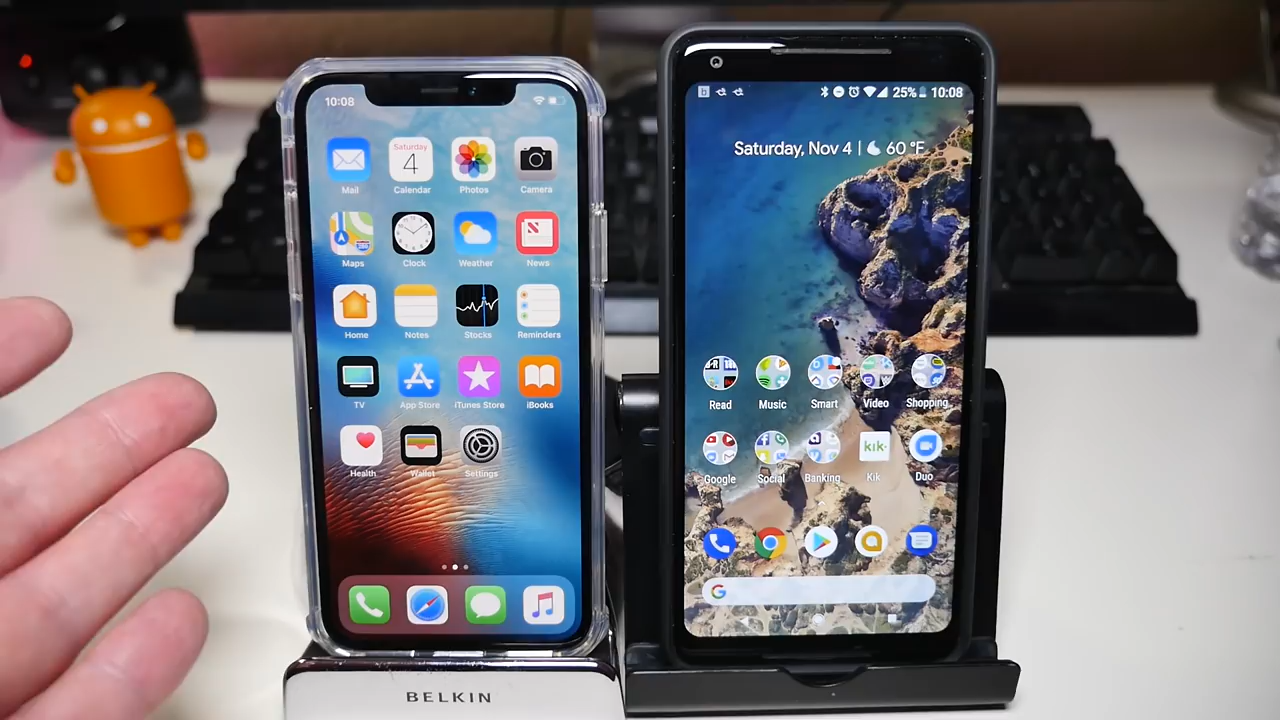 10:08
Saturday
4
Mail Calendar Photos Camera
Maps Clock Weather News
Home Notes Stocks Reminders
TV App Store iTunes Store iBooks
Health Wallet Settings
BELKIN
25% 10:08
Saturday, Nov 4 | 60 °F
Read Music Smart Video Shopping
kik
Google Social Banking Kik Duo
G